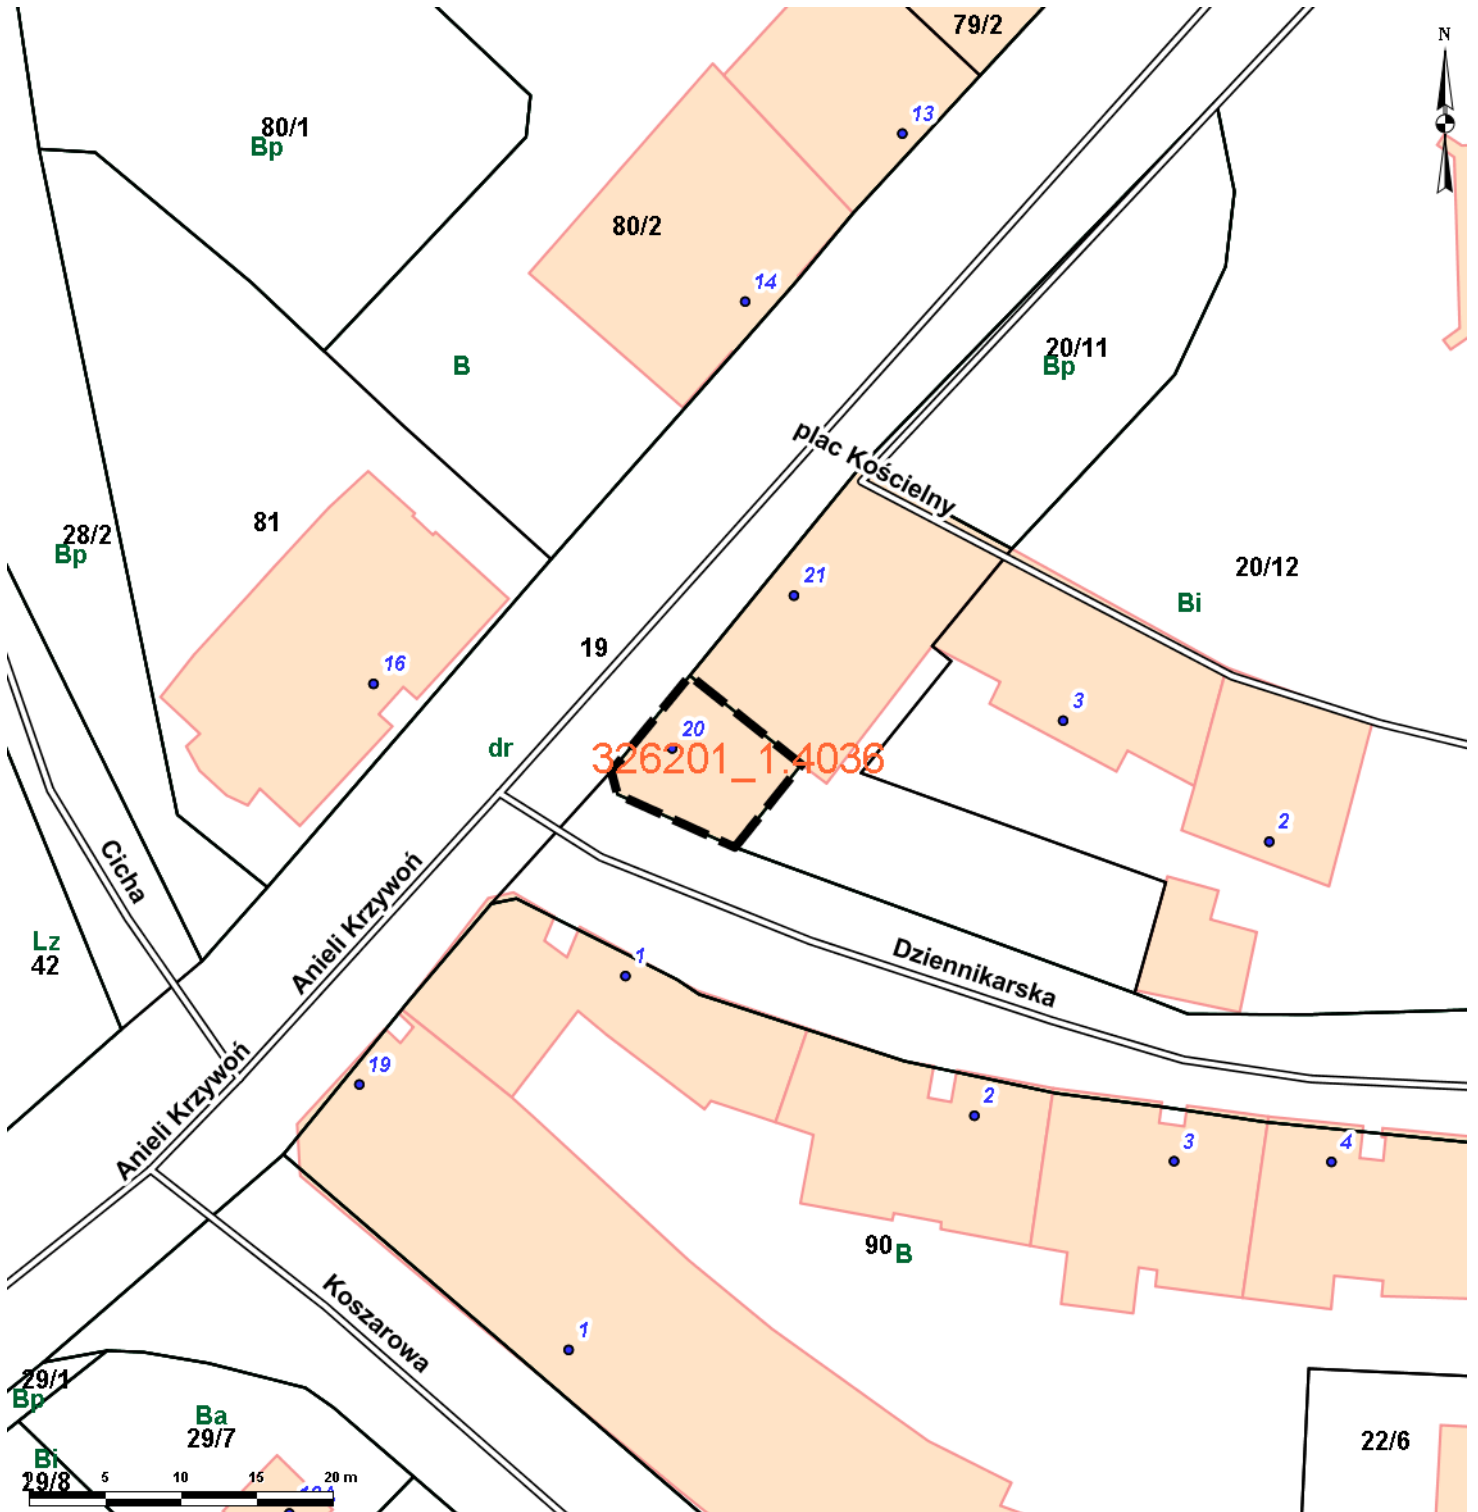 79/2
N
13
80/1
Bp
80/2
14
20/11
Bp
B
plac Kościelny
81
28/2
Bp
20/12
21
Bi
19
16
3
20
dr
326201_1.4036
2
Cicha
Anieli Krzywoń
Lz
42
Dziennikarska
1
19
Anieli Krzywoń
2
3
4
90
B
Koszarowa
1
29/1
Bp
Ba
29/7
22/6
Bi
29/8
5
10
15
20 m